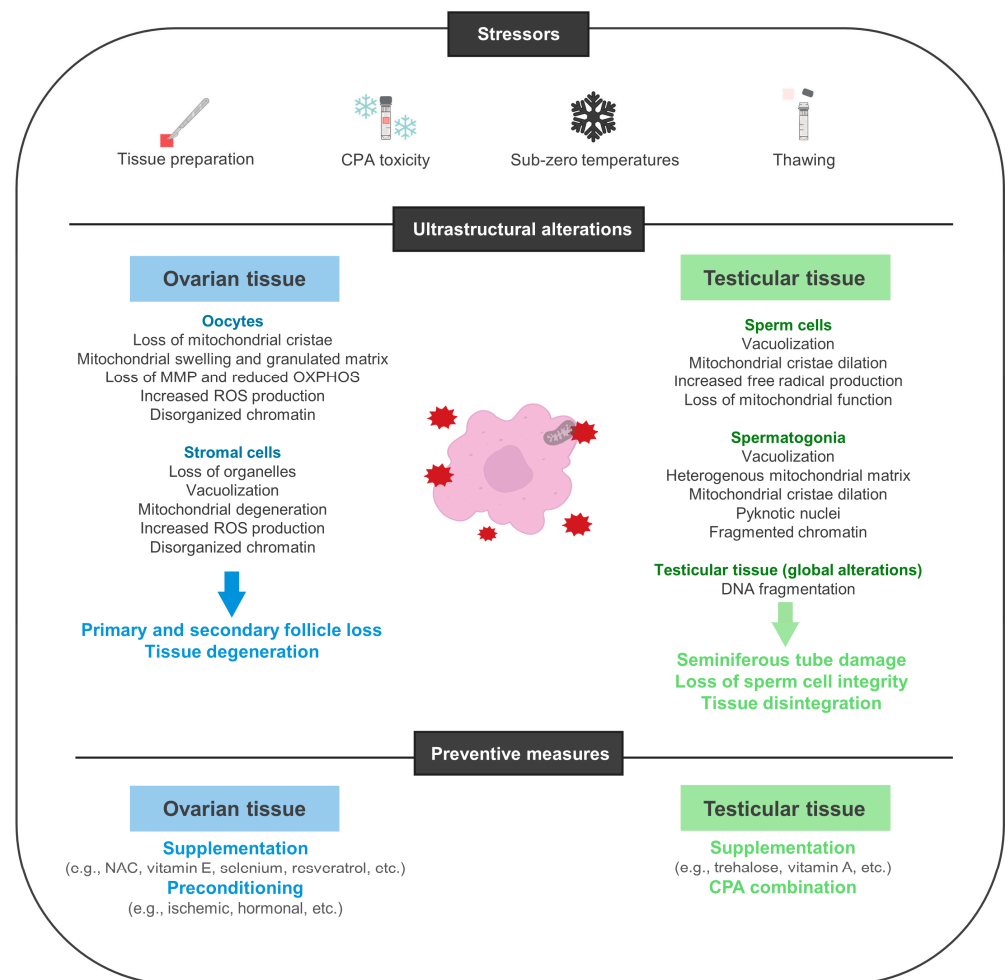 Stressors
Tissue preparation
CPA toxicity
Sub-zero temperatures
Thawing
Ultrastructural alterations
Ovarian tissue
Oocytes
Loss of mitochondrial cristae
Mitochondrial swelling and granulated matrix
Loss of MMP and reduced OXPHOS
Increased ROS production
Disorganized chromatin
Stromal cells
Loss of organelles
Vacuolization
Mitochondrial degeneration
Increased ROS production
Disorganized chromatin
Primary and secondary follicle loss
Tissue degeneration
Testicular tissue
Sperm cells
Vacuolization
Mitochondrial cristae dilation
Increased free radical production
Loss of mitochondrial function
Spermatogonia
Vacuolization
Heterogenous mitochondrial matrix
Mitochondrial cristae dilation
Pyknotic nuclei
Fragmented chromatin
Testicular tissue (global alterations)
DNA fragmentation
Seminiferous tube damage
Loss of sperm cell integrity
Tissue disintegration
Preventive measures
Ovarian tissue
Supplementation
(e.g., NAC, vitamin E, selenium, resveratrol, etc.)
Preconditioning
(e.g., ischemic, hormonal, etc.)
Testicular tissue
Supplementation
(e.g., trehalose, vitamin A, etc.)
CPA combination